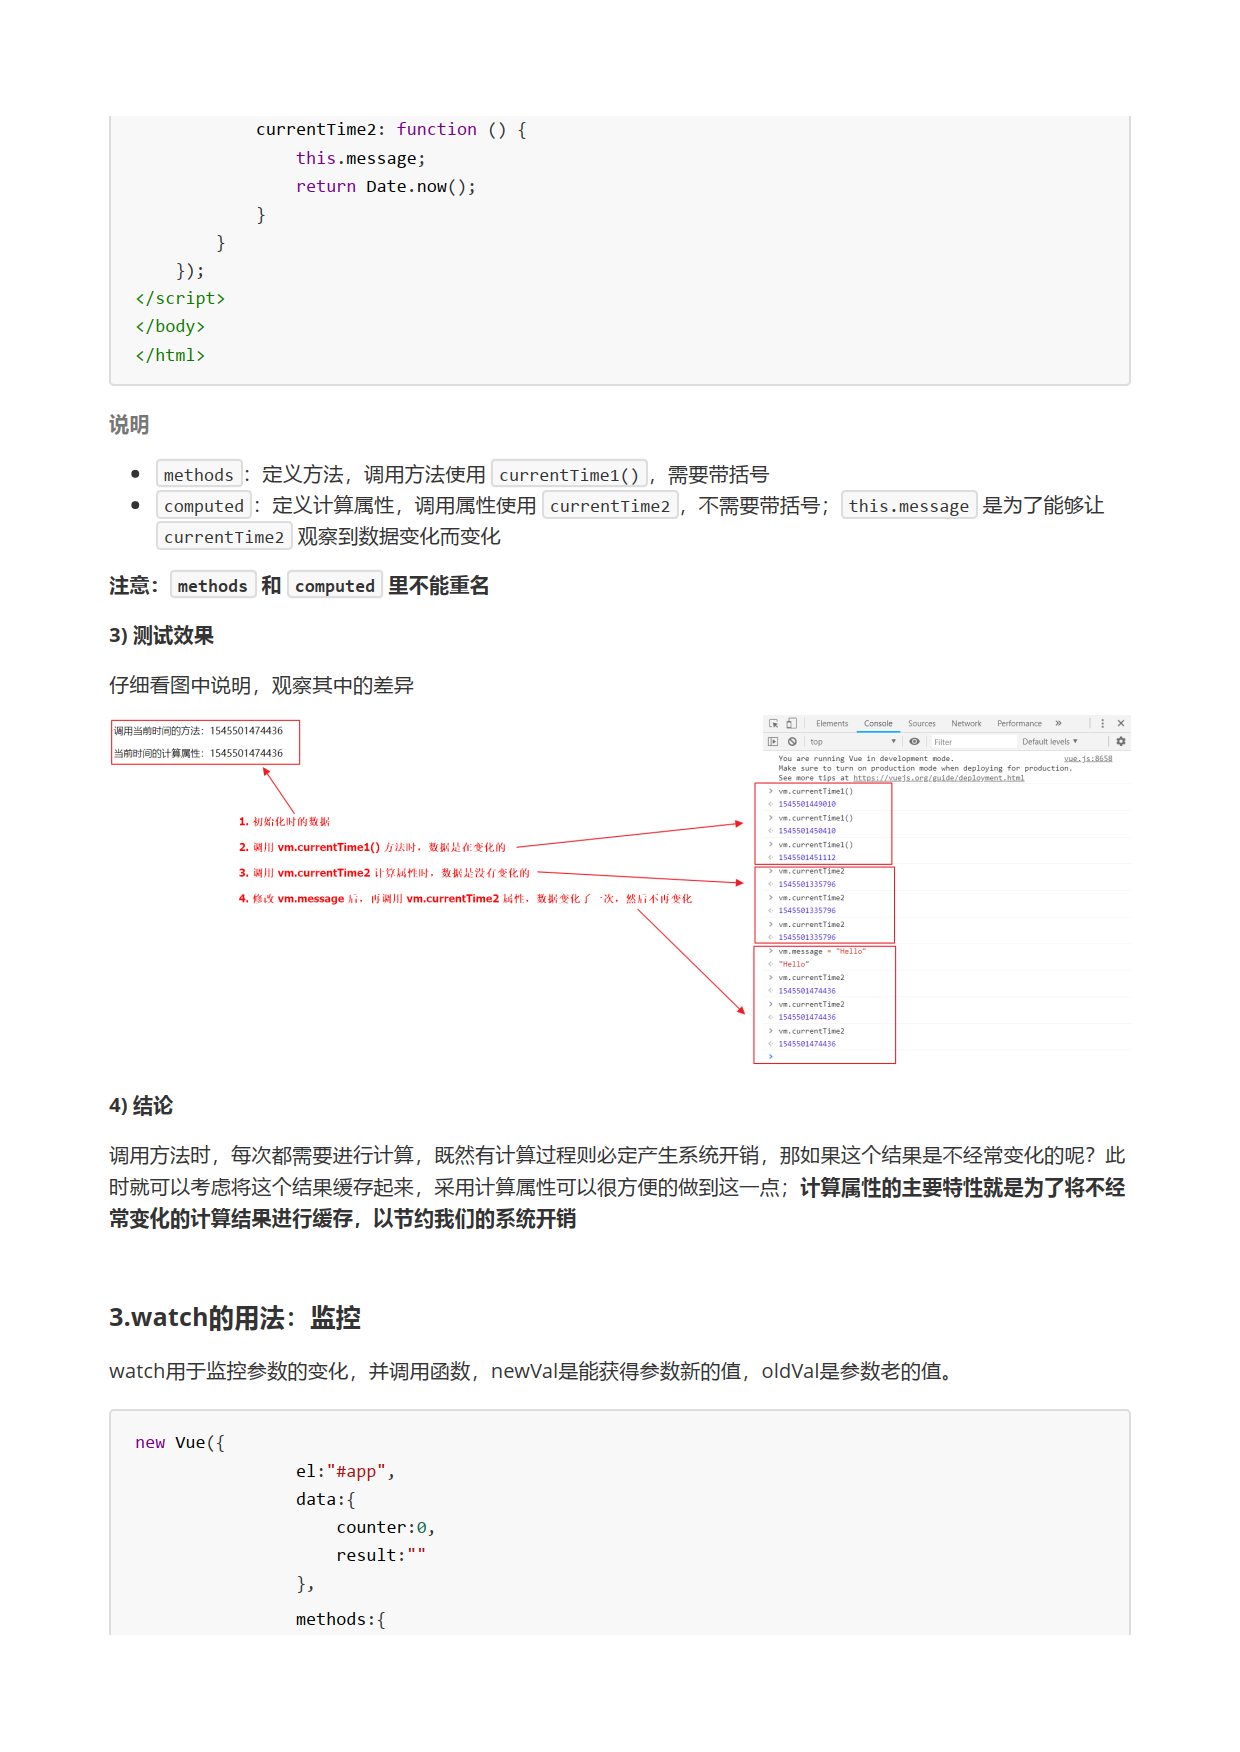 currentTime2: function () {
this.message;
return Date.now();
}
}
});
</script>
</body>
</html>
说明
• methods：定义方法，调用方法使用 currentTime1()，需要带括号
• computed：定义计算属性，调用属性使用 currentTime2，不需要带括号；this.message 是为了能够让
currentTime2 观察到数据变化而变化
注意：methods 和 computed 里不能重名
3) 测试效果
仔细看图中说明，观察其中的差异
调用当前时间的方法：1545501474436
当前时间的计算属性：1545501474436
1. 初始化时的数据
2. 调用 vm.currentTime1() 方法时，数据是在变化的
3. 调用 vm.currentTime2 计算属性时，数据是没有变化的
4. 修改 vm.message 后，再调用 vm.currentTime2 属性，数据变化了一次，然后不再变化
Elements Console Sources Network Performance »
top Filter Default levels ▼
You are running Vue in development mode. vue.js:8658
Make sure to turn on production mode when deploying for production.
See more tips at https://vuejs.org/guide/deployment.html
> vm.currentTime1()
< 1545501449010
> vm.currentTime1()
< 1545501450410
> vm.currentTime1()
< 1545501451112
> vm.currentTime2
< 1545501335796
> vm.currentTime2
< 1545501335796
> vm.currentTime2
< 1545501335796
> vm.message = "Hello"
< "Hello"
> vm.currentTime2
< 1545501474436
> vm.currentTime2
< 1545501474436
> vm.currentTime2
< 1545501474436
>
4) 结论
调用方法时，每次都需要进行计算，既然有计算过程则必定产生系统开销，那如果这个结果是不经常变化的呢？此
时就可以考虑将这个结果缓存起来，采用计算属性可以很方便的做到这一点；计算属性的主要特性就是为了将不经
常变化的计算结果进行缓存，以节约我们的系统开销
3.watch的用法：监控
watch用于监控参数的变化，并调用函数，newVal是能获得参数新的值，oldVal是参数老的值。
new Vue({
el:"#app",
data:{
counter:0,
result:""
},
methods:{